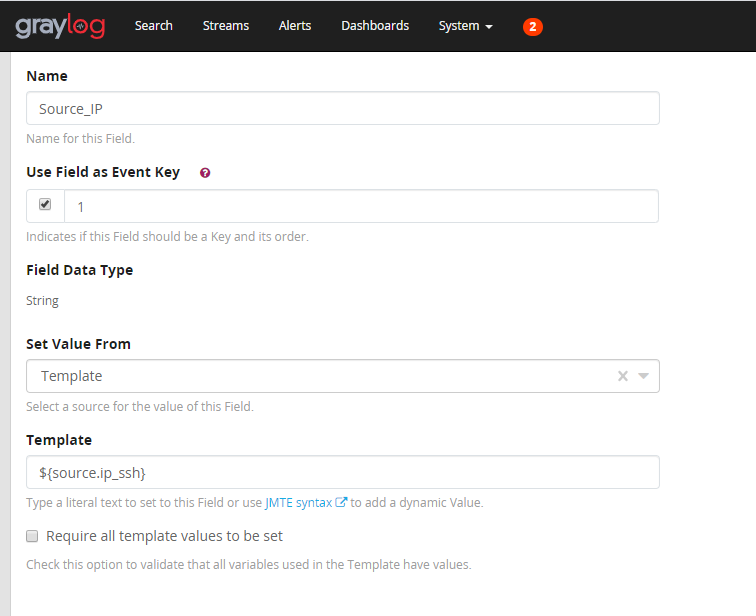 graylog Search Streams Alerts Dashboards System 2
Name
Source_IP
Name for this Field.
Use Field as Event Key ?
1
Indicates if this Field should be a Key and its order.
Field Data Type
String
Set Value From
Template
Select a source for the value of this Field.
Template
${source.ip_ssh}
Type a literal text to set to this Field or use JMTE syntax to add a dynamic Value.
Require all template values to be set
Check this option to validate that all variables used in the Template have values.